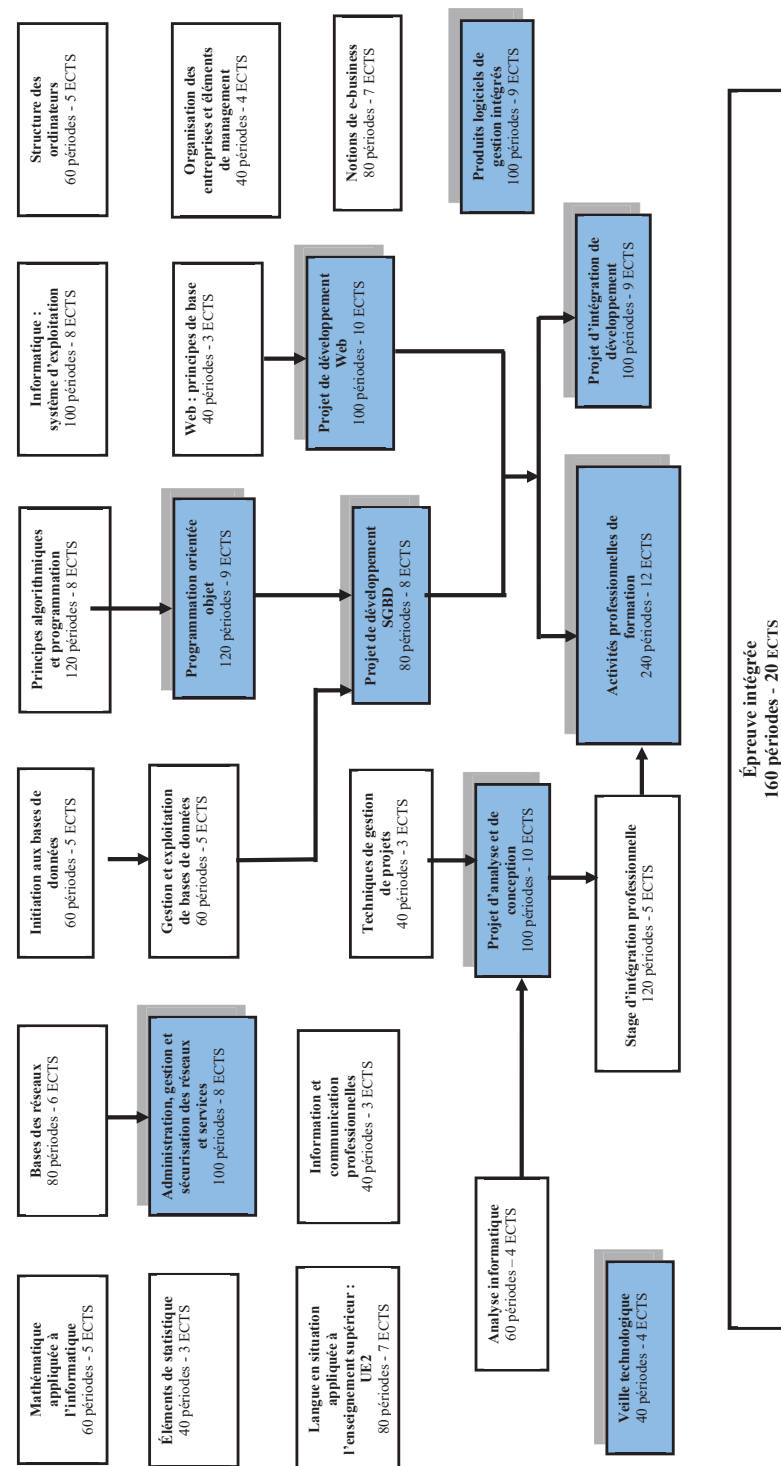 Mathématique
appliquée à
l'informatique
60 périodes - 5 ECTS
Bases des réseaux
80 périodes - 6 ECTS
Initiation aux bases de
données
60 périodes - 5 ECTS
Principes algorithmiques
et programmation
120 périodes - 8 ECTS
Informatique :
système d'exploitation
100 périodes - 8 ECTS
Structure des
ordinateurs
60 périodes - 5 ECTS
Éléments de statistique
40 périodes - 3 ECTS
Administration, gestion et
sécurisation des réseaux
et services
100 périodes - 8 ECTS
Gestion et exploitation
de bases de données
60 périodes - 5 ECTS
Programmation orientée
objet
120 périodes - 9 ECTS
Web : principes de base
40 périodes - 3 ECTS
Organisation des
entreprises et éléments
de management
40 périodes - 4 ECTS
Langue en situation
appliquée à
l'enseignement supérieur :
UE2
80 périodes - 7 ECTS
Information et
communication
professionnelles
40 périodes - 3 ECTS
Techniques de gestion
de projets
40 périodes - 3 ECTS
Projet de développement
SGBD
80 périodes - 8 ECTS
Projet de développement
Web
100 périodes - 10 ECTS
Notions de e-business
80 périodes - 7 ECTS
Analyse informatique
60 périodes – 4 ECTS
Projet d'analyse et de
conception
100 périodes - 10 ECTS
Produits logiciels de
gestion intégrés
100 périodes - 9 ECTS
Veille technologique
40 périodes - 4 ECTS
Stage d'intégration professionnelle
120 périodes - 5 ECTS
Activités professionnelles de
formation
240 périodes - 12 ECTS
Projet d'intégration de
développement
100 périodes - 9 ECTS
Épreuve intégrée
160 périodes - 20 ECTS